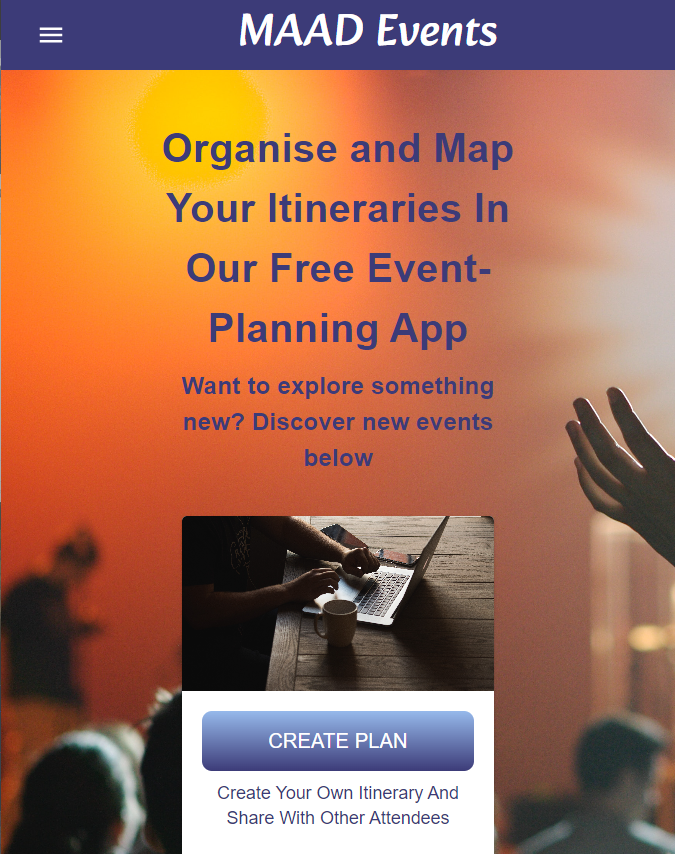 MAAD Events
Organise and Map
Your Itineraries In
Our Free Event-
Planning App
Want to explore something
new? Discover new events
below
CREATE PLAN
Create Your Own Itinerary And
Share With Other Attendees